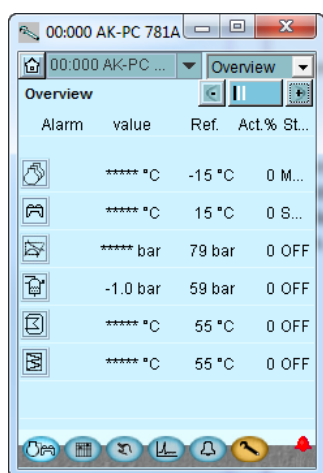 00:000 AK-PC 781A
00:000 AK-PC ... Overview
Overview
Alarm value Ref. Act.% St...
***** °C -15 °C 0 M...
***** °C 15 °C 0 S...
***** bar 79 bar 0 OFF
-1.0 bar 59 bar 0 OFF
***** °C 55 °C 0 OFF
***** °C 55 °C 0 OFF